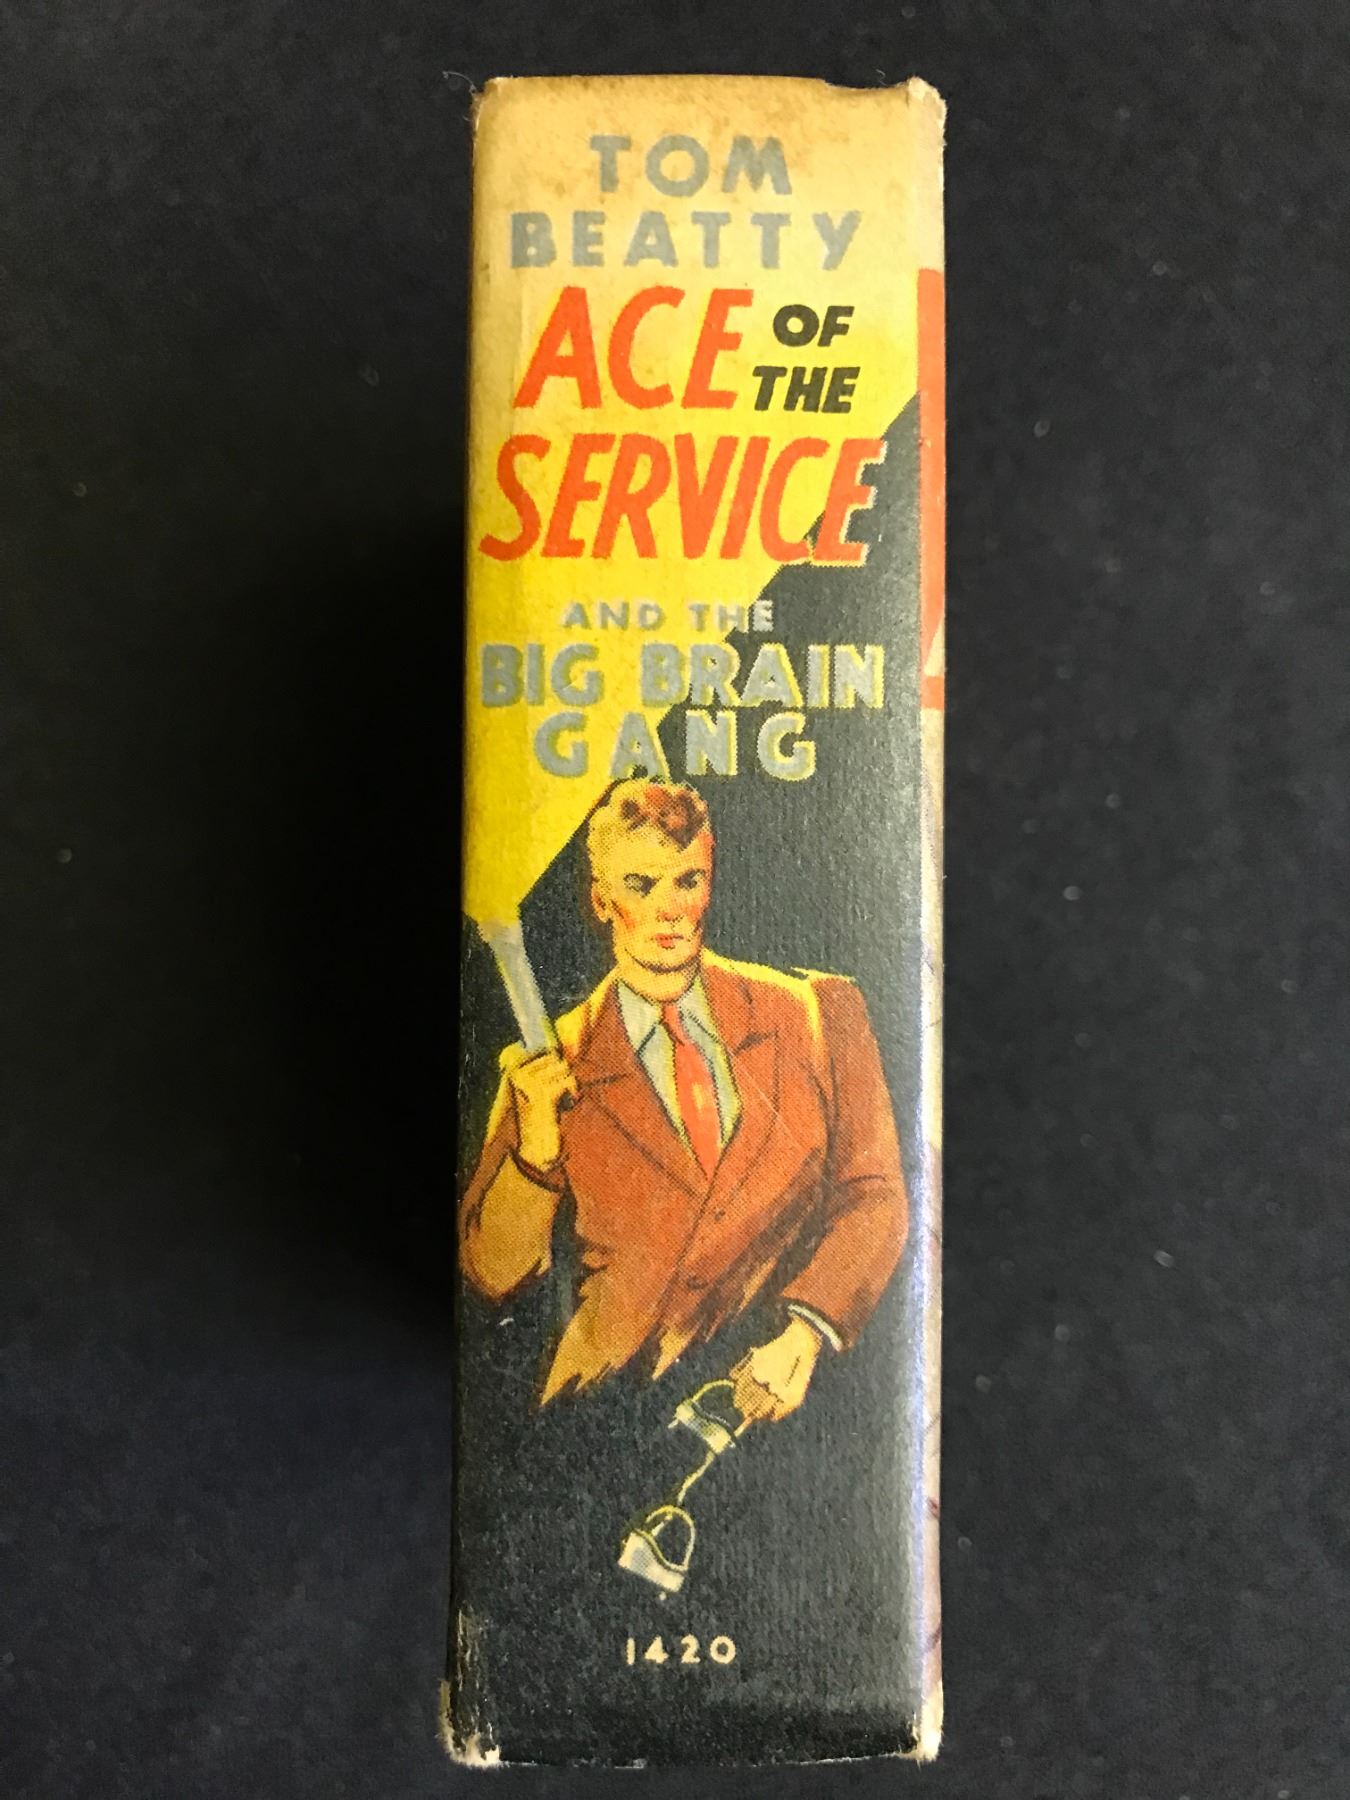 TOM
BEATTY
ACE OF
THE
SERVICE
AND THE
BIG BRAIN
GANG
1420